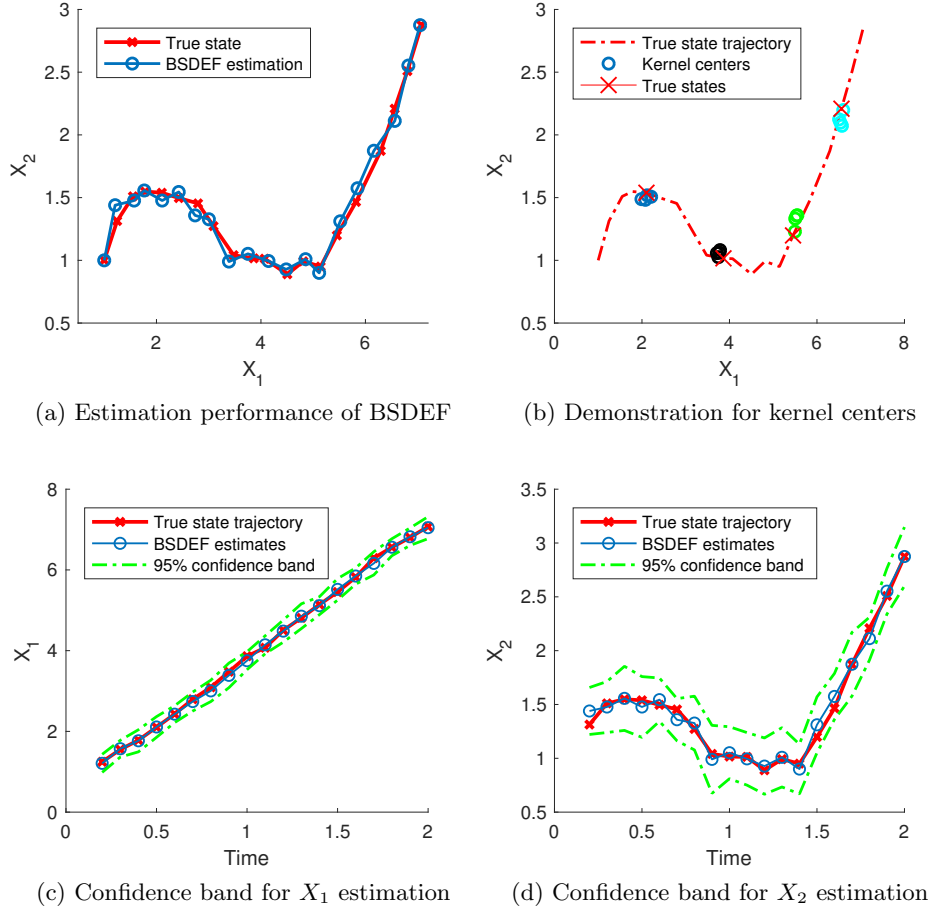 3
2.5
2
1.5
1
0.5
X2
2
4
6
X1
True state
BSDEF estimation
(a) Estimation performance of BSDEF
3
2.5
2
1.5
1
0.5
X2
0
2
4
6
8
X1
True state trajectory
Kernel centers
True states
(b) Demonstration for kernel centers
8
6
4
2
0
X1
0
0.5
1
1.5
2
Time
True state trajectory
BSDEF estimates
95% confidence band
(c) Confidence band for X1 estimation
3.5
3
2.5
2
1.5
1
0.5
X2
0
0.5
1
1.5
2
Time
True state trajectory
BSDEF estimates
95% confidence band
(d) Confidence band for X2 estimation